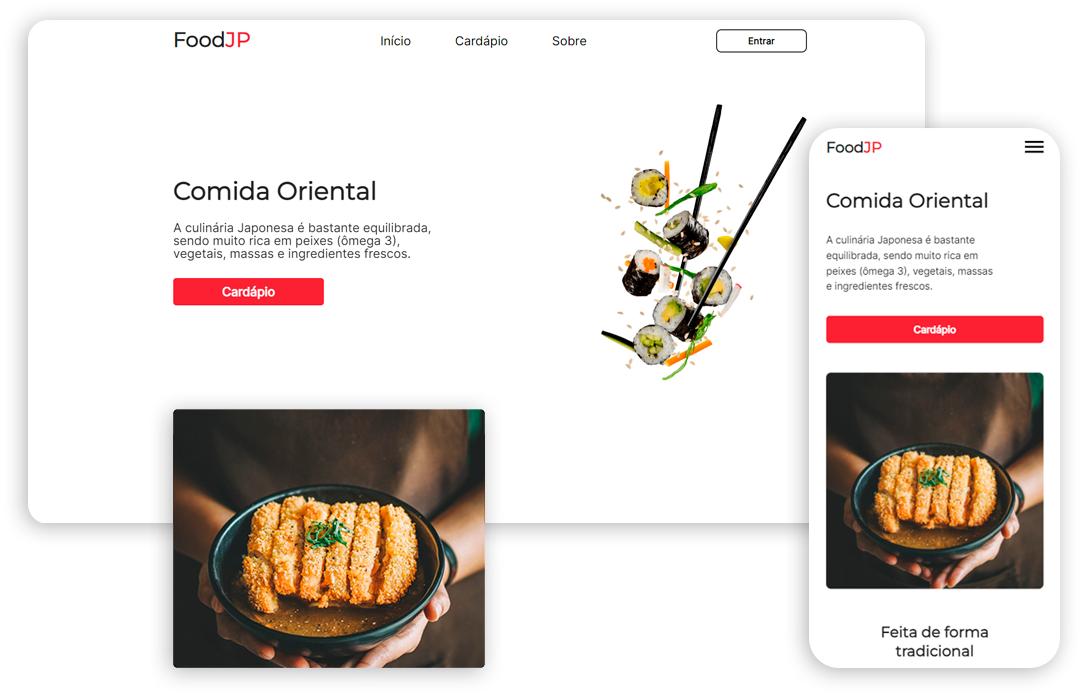 FoodJP
Início
Cardápio
Sobre
Entrar
Comida Oriental
A culinária Japonesa é bastante equilibrada,
sendo muito rica em peixes (ômega 3),
vegetais, massas e ingredientes frescos.
Cardápio
FoodJP
Comida Oriental
A culinária Japonesa é bastante
equilibrada, sendo muito rica em
peixes (ômega 3), vegetais, massas
e ingredientes frescos.
Cardápio
Feita de forma
tradicional